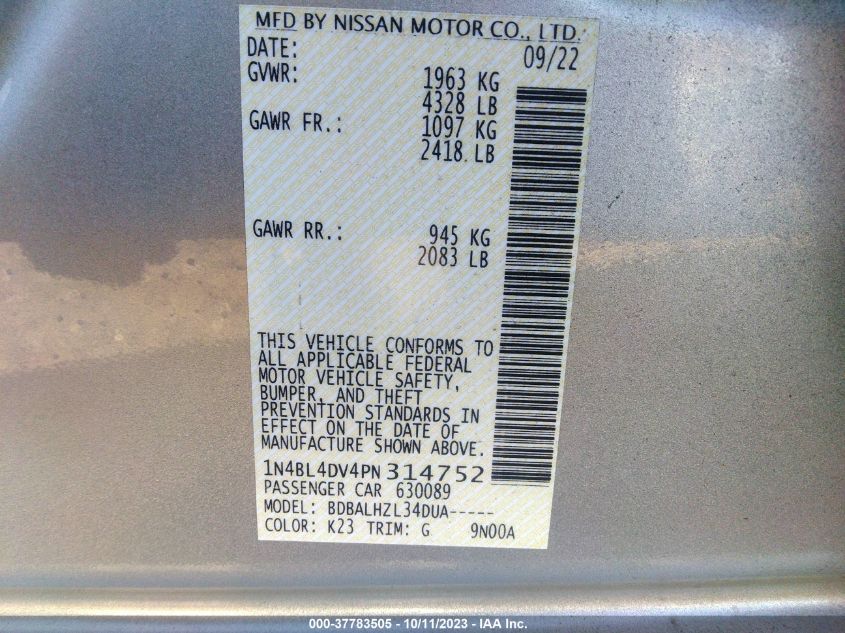 MFD BY NISSAN MOTOR CO., LTD.
DATE: 09/22
GVWR: 1963 KG
4328 LB
GAWR FR.: 1097 KG
2418 LB
GAWR RR.: 945 KG
2083 LB
THIS VEHICLE CONFORMS TO
ALL APPLICABLE FEDERAL
MOTOR VEHICLE SAFETY,
BUMPER, AND THEFT
PREVENTION STANDARDS IN
EFFECT ON THE DATE OF
MANUFACTURE SHOWN ABOVE.
1N4BL4DV4PN314752
PASSENGER CAR 630089
MODEL: BDBALHZL34DUA-----
COLOR: K23 TRIM: G 9N00A
000-37783505 - 10/11/2023 - IAA Inc.